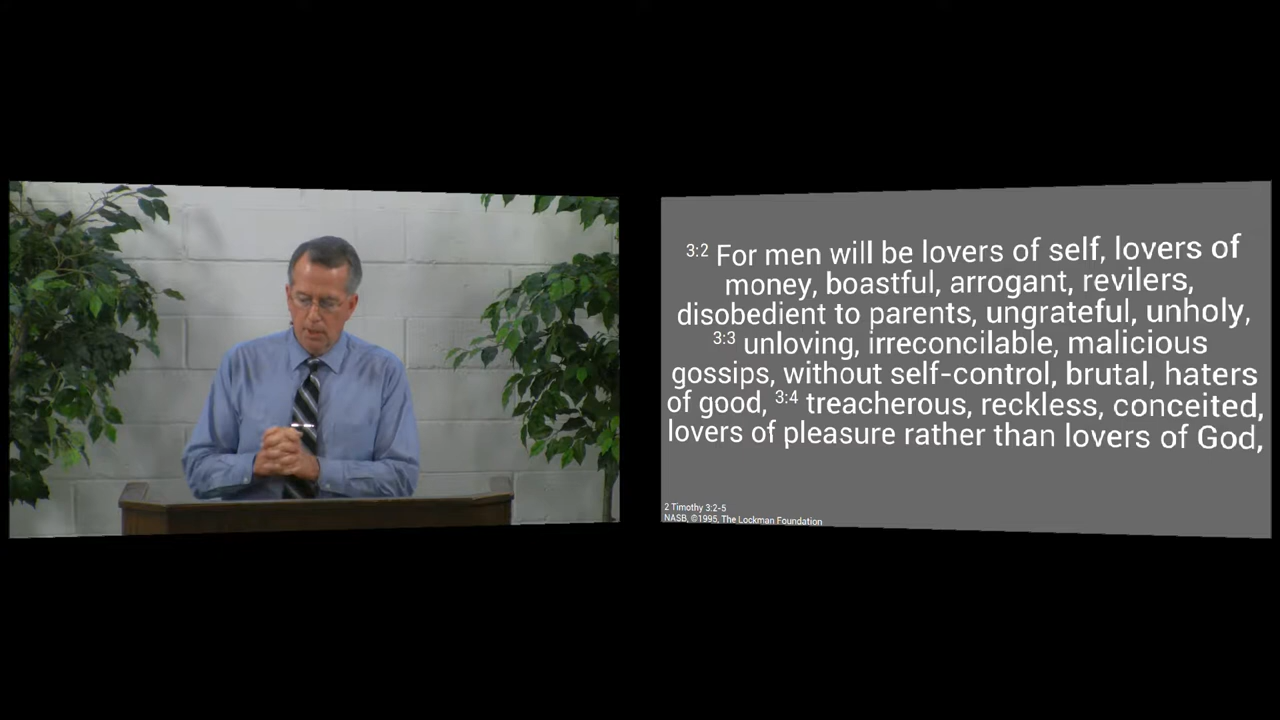 3:2 For men will be lovers of self, lovers of
money, boastful, arrogant, revilers,
disobedient to parents, ungrateful, unholy,
3:3 unloving, irreconcilable, malicious
gossips, without self-control, brutal, haters
of good, 3:4 treacherous, reckless, conceited,
lovers of pleasure rather than lovers of God,
2 Timothy 3:2-5
NASB, ©1995, The Lockman Foundation